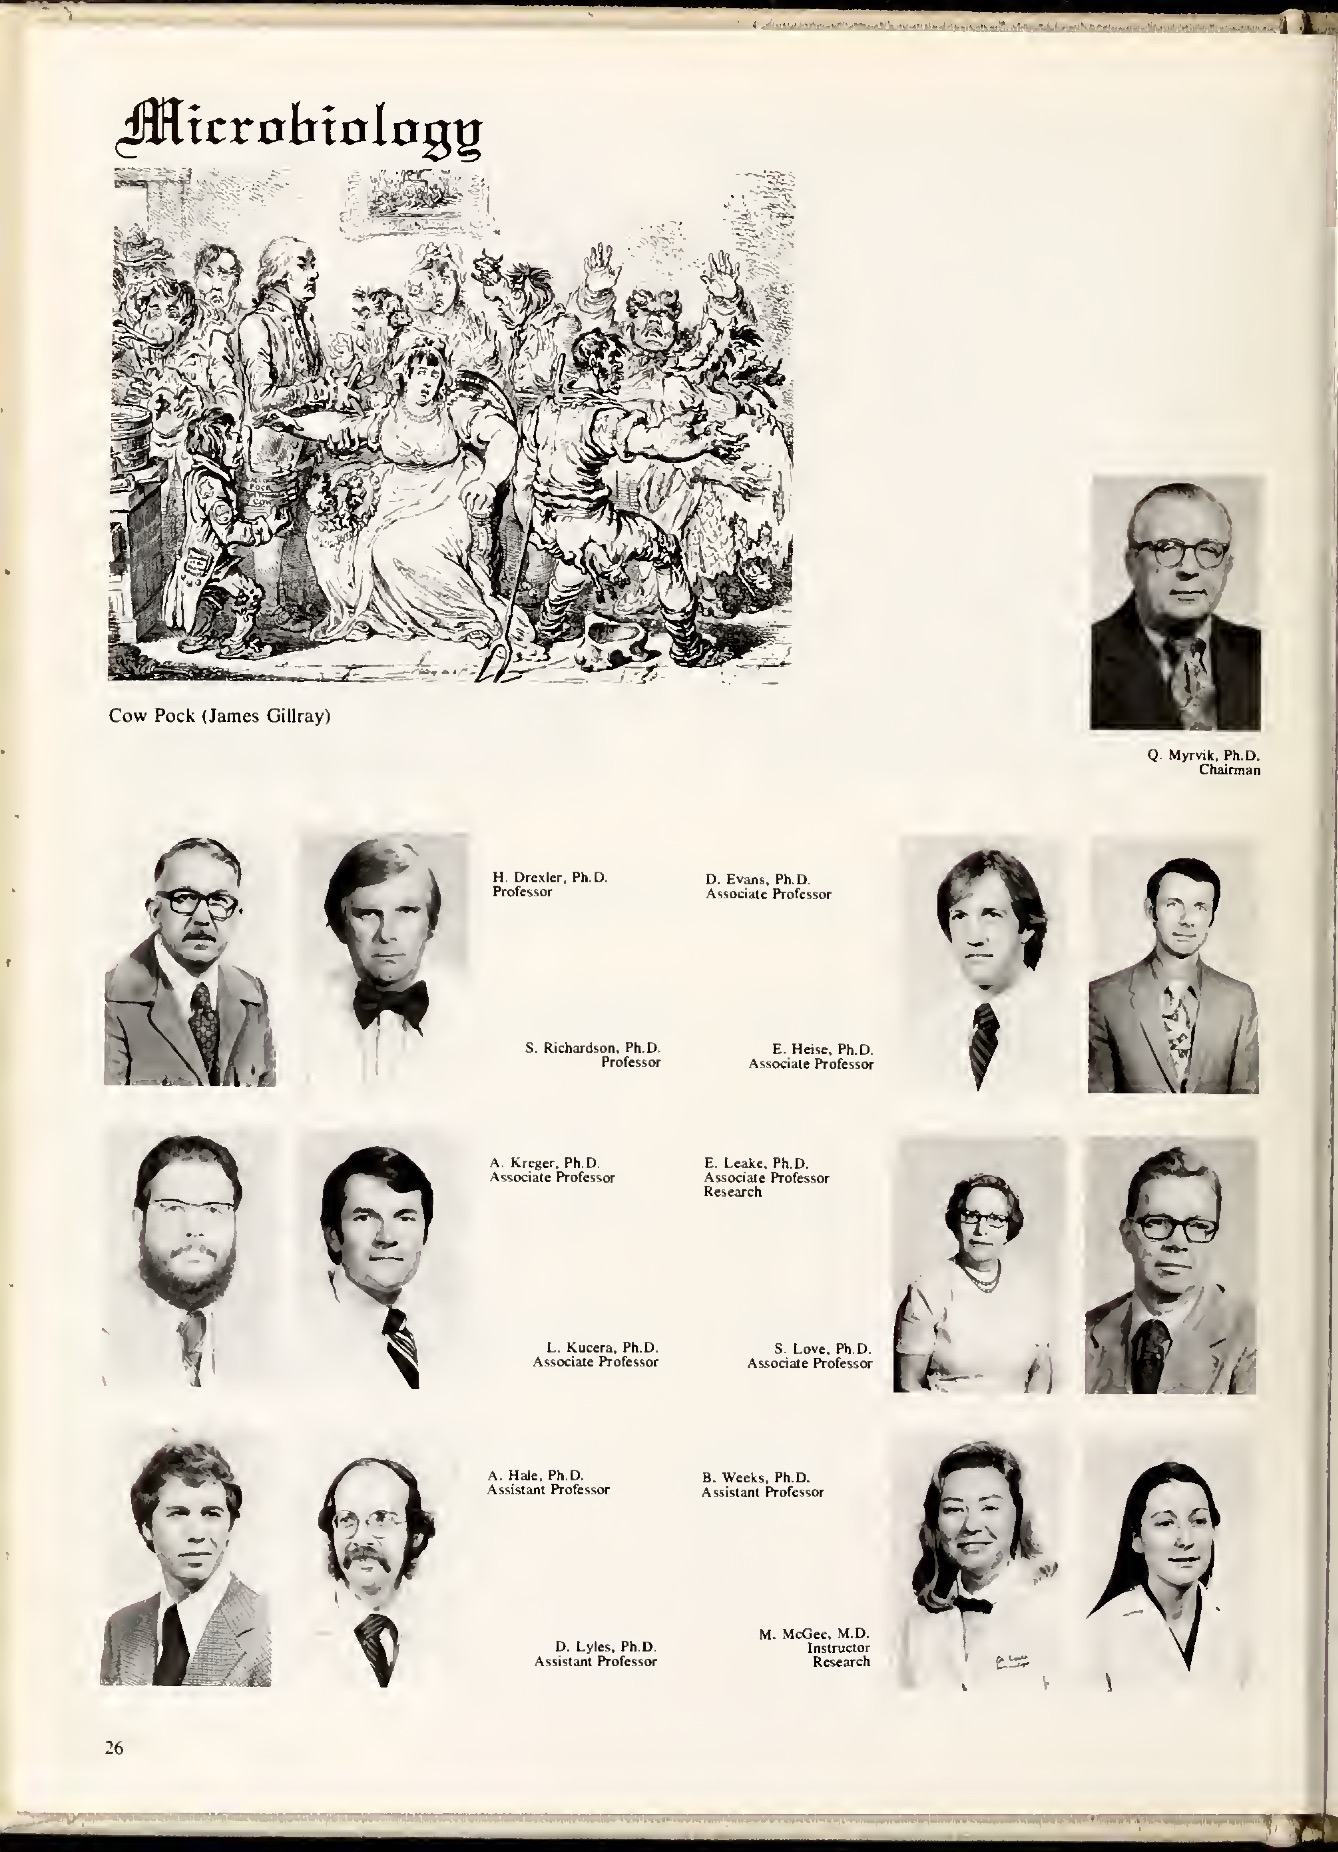 Microbiology
Cow Pock (James Gillray)
Q. Myrvik, Ph.D.
Chairman
H. Drexler, Ph.D.
Professor
D. Evans, Ph.D.
Associate Professor
S. Richardson, Ph.D.
Professor
E. Heise, Ph.D.
Associate Professor
A. Kreger, Ph.D.
Associate Professor
E. Leake, Ph.D.
Associate Professor
Research
L. Kucera, Ph.D.
Associate Professor
S. Love, Ph.D.
Associate Professor
A. Hale, Ph.D.
Assistant Professor
B. Weeks, Ph.D.
Assistant Professor
D. Lyles, Ph.D.
Assistant Professor
M. McGee, M.D.
Instructor
Research
26